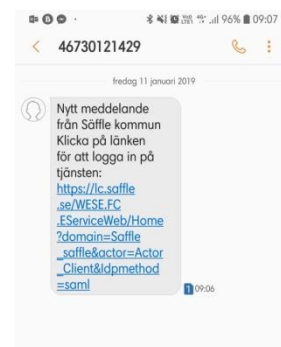 96% 09:07
46730121429
fredag 11 januari 2019
Nytt meddelande
från Säffle kommun
Klicka på länken
för att logga in på
tjänsten:
https://lc.saffle
.se/WESE.FC
.EServiceWeb/Home
?domain=Saffle
_saffle&actor=Actor
_Client&Idpmethod
=saml
1 09:06